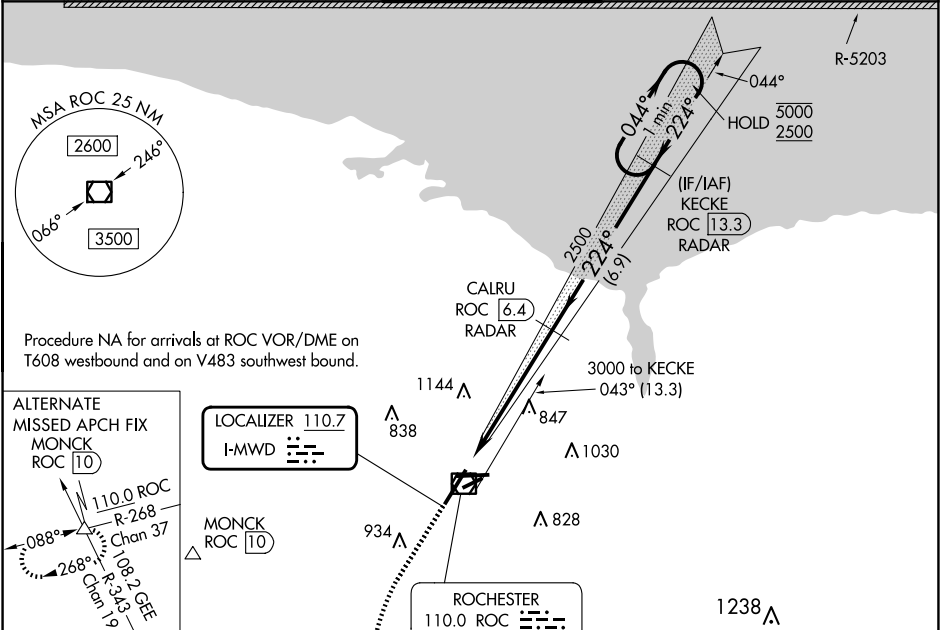 R-5203
MSA ROC 25 NM
2600
246°
066°
3500
044°
1 min
224°
044°
HOLD
5000
2500
(IF/IAF)
KECKE
ROC 13.3
RADAR
2500
224°
(6.9)
CALRU
ROC 6.4
RADAR
Procedure NA for arrivals at ROC VOR/DME on
T608 westbound and on V483 southwest bound.
3000 to KECKE
043° (13.3)
1144
847
838
1030
828
934
1238
LOCALIZER 110.7
I-MWD
ALTERNATE
MISSED APCH FIX
MONCK
ROC 10
N
110.0 ROC
R-268
Chan 37
088°
268°
108.2 GEE
R-343
Chan 19
MONCK
ROC 10
ROCHESTER
110.0 ROC